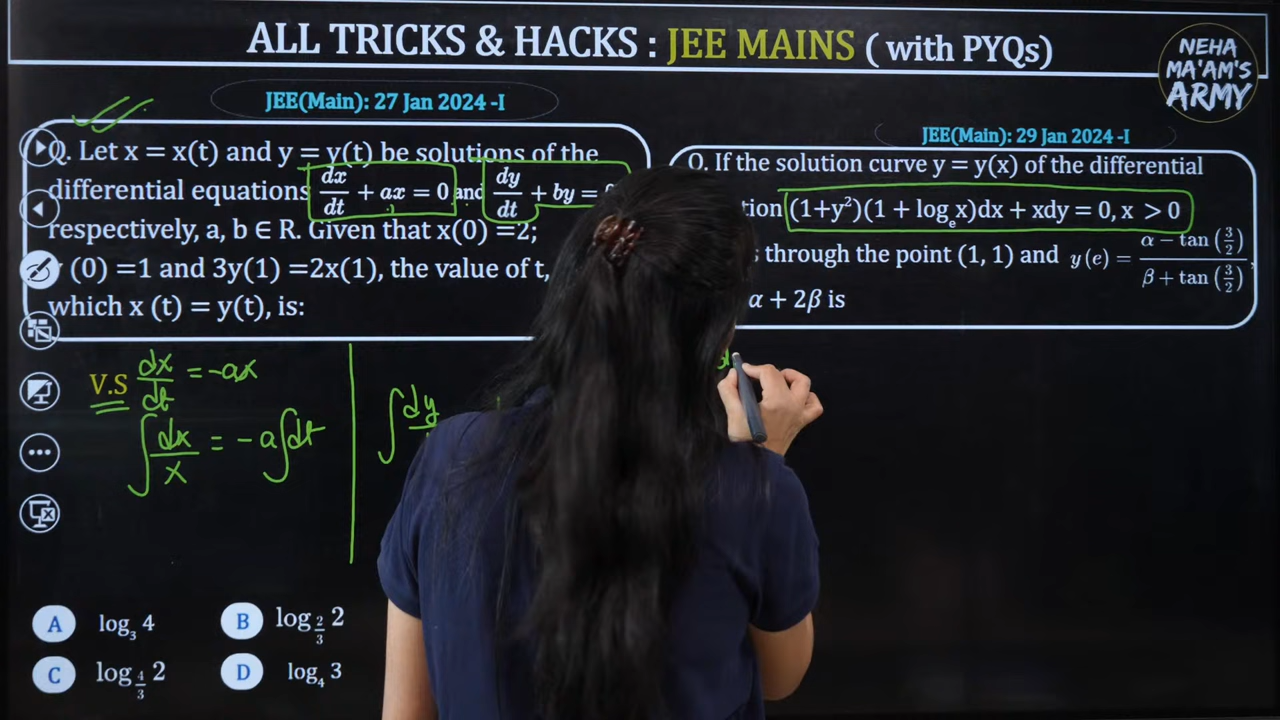 ALL TRICKS & HACKS : JEE MAINS ( with PYQs)
NEHA
MA'AM'S
ARMY
JEE(Main): 27 Jan 2024 -I
Q. Let x = x(t) and y = y(t) be solutions of the
differential equations dx/dt + ax = 0 and dy/dt + by =
respectively, a, b ∈ R. Given that x(0) =2;
(0) =1 and 3y(1) =2x(1), the value of t,
which x (t) = y(t), is:
V.S dx/dt = -ax
∫dx/x = -a∫dt
∫dy
A log₃ 4
B log_{2/3} 2
C log_{4/3} 2
D log₄ 3
JEE(Main): 29 Jan 2024 -I
Q. If the solution curve y = y(x) of the differential
(1+y²)(1 + logₑx)dx + xdy = 0, x > 0
through the point (1, 1) and y(e) = (α − tan(3/2))/(β + tan(3/2)),
α + 2β is